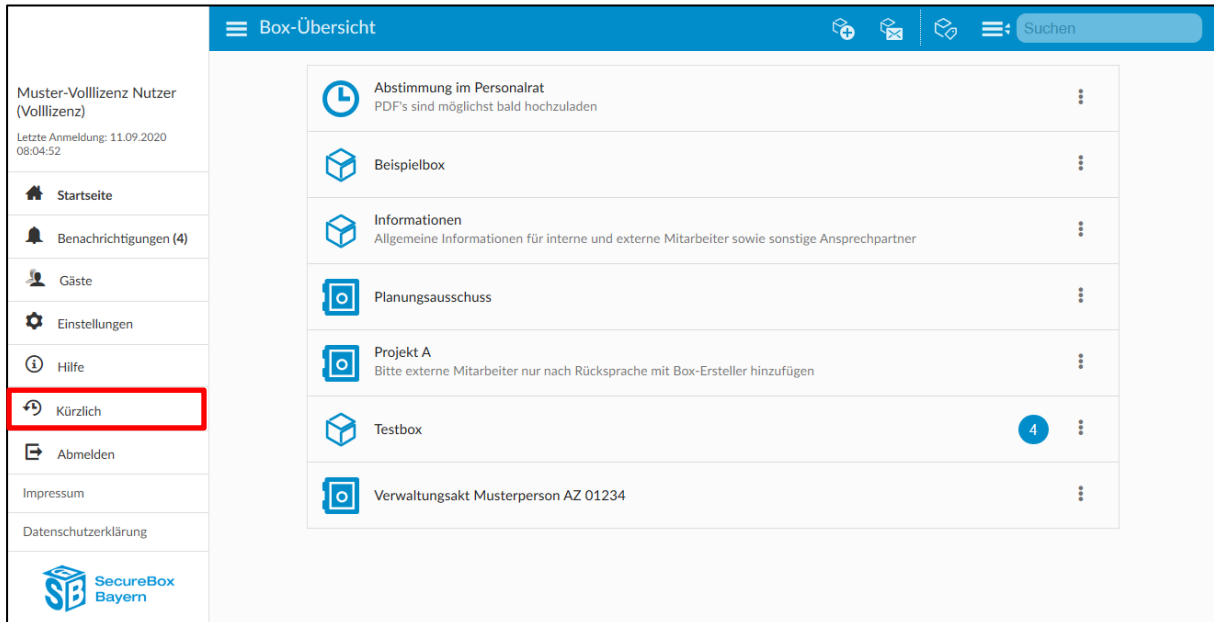 Box-Übersicht
Suchen
Muster-Volllizenz Nutzer
(Volllizenz)
Letzte Anmeldung: 11.09.2020
08:04:52
Startseite
Benachrichtigungen (4)
Gäste
Einstellungen
Hilfe
Kürzlich
Abmelden
Impressum
Datenschutzerklärung
SB
SecureBox
Bayern
Abstimmung im Personalrat
PDF's sind möglichst bald hochzuladen
Beispielbox
Informationen
Allgemeine Informationen für interne und externe Mitarbeiter sowie sonstige Ansprechpartner
Planungsausschuss
Projekt A
Bitte externe Mitarbeiter nur nach Rücksprache mit Box-Ersteller hinzufügen
Testbox
4
Verwaltungsakt Musterperson AZ 01234